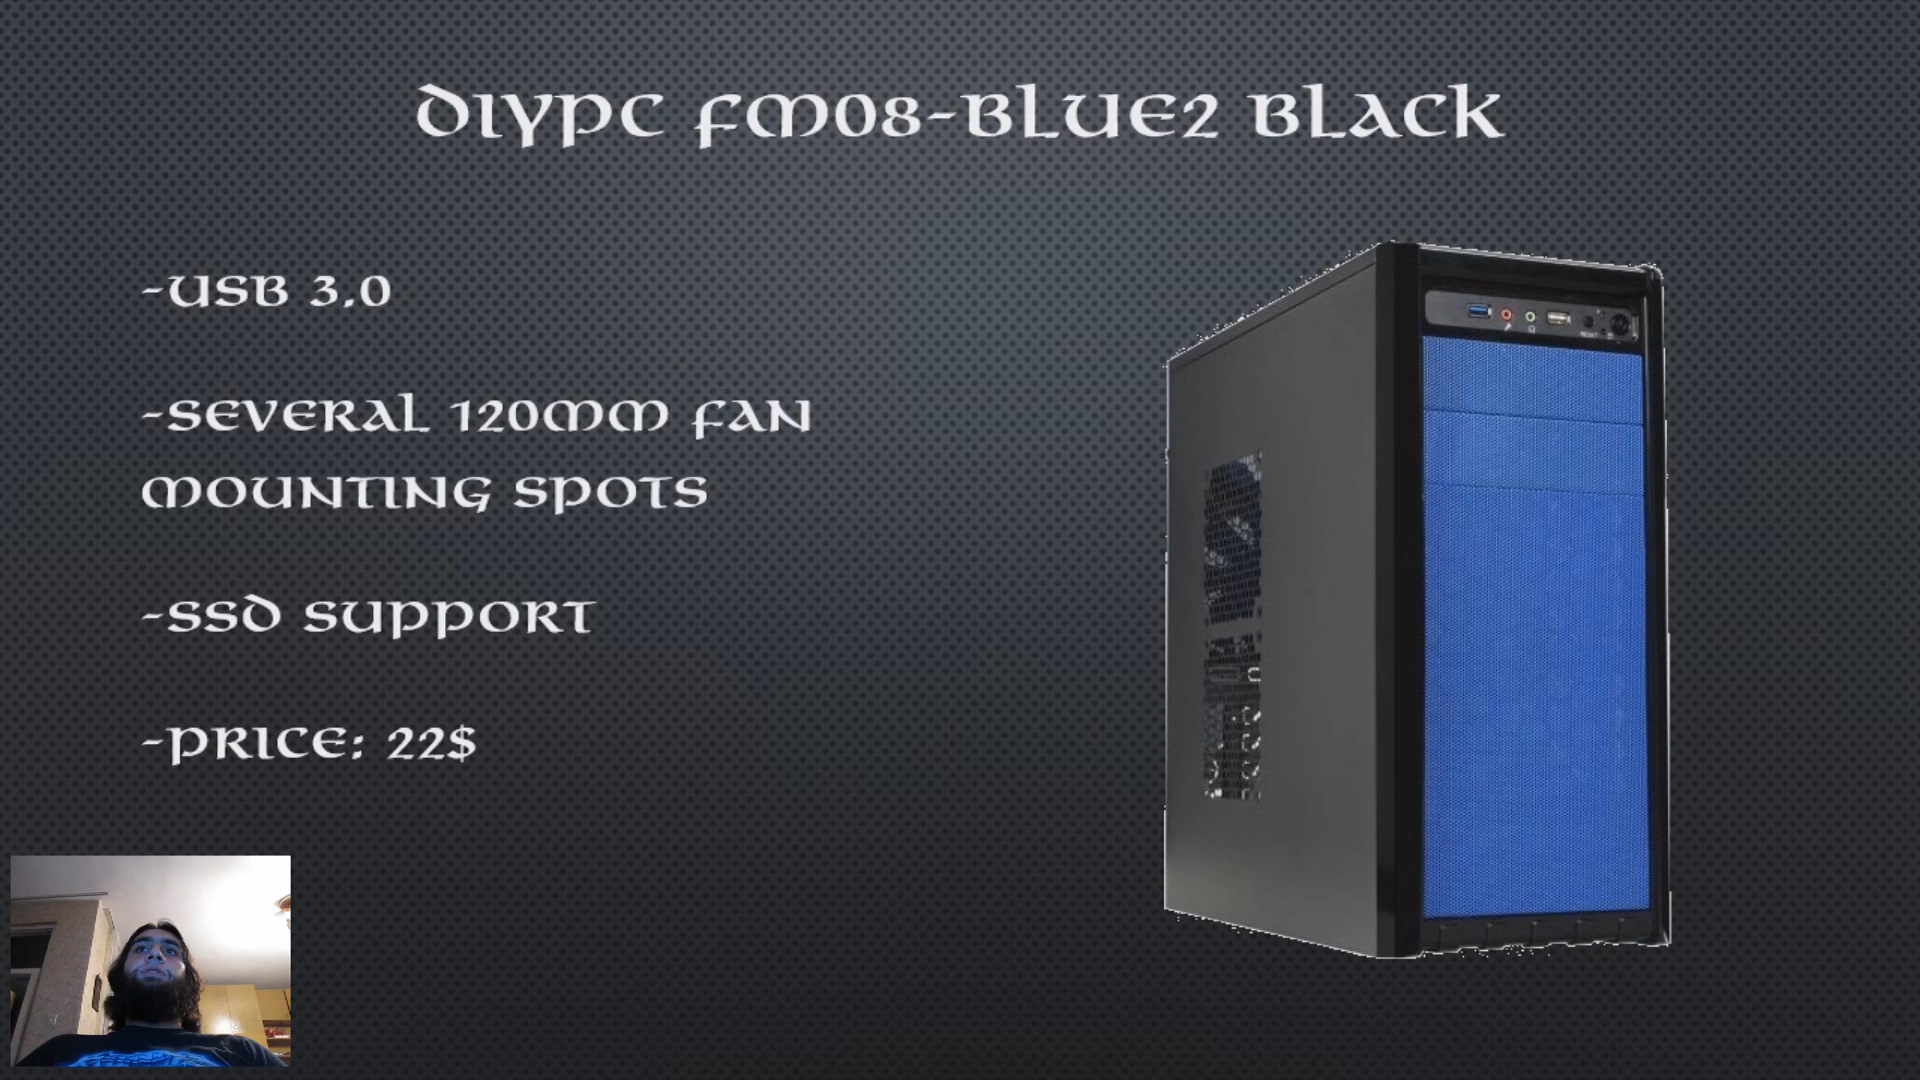 DIYPC FM08-BLUE2 BLACK
-USB 3.0
-SEVERAL 120MM FAN
MOUNTING SPOTS
-SSD SUPPORT
-PRICE: 22$